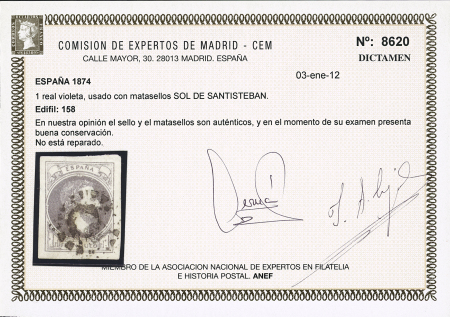 COMISION DE EXPERTOS DE MADRID - CEM
CALLE MAYOR, 30. 28013 MADRID. ESPAÑA
Nº: 8620
DICTAMEN
03-ene-12
ESPAÑA 1874
1 real violeta, usado con matasellos SOL DE SANTISTEBAN.
Edifil: 158
En nuestra opinión el sello y el matasellos son auténticos, y en el momento de su examen presenta
buena conservación.
No está reparado.
ESPAÑA
MIEMBRO DE LA ASOCIACION NACIONAL DE EXPERTOS EN FILATELIA
E HISTORIA POSTAL. ANEF